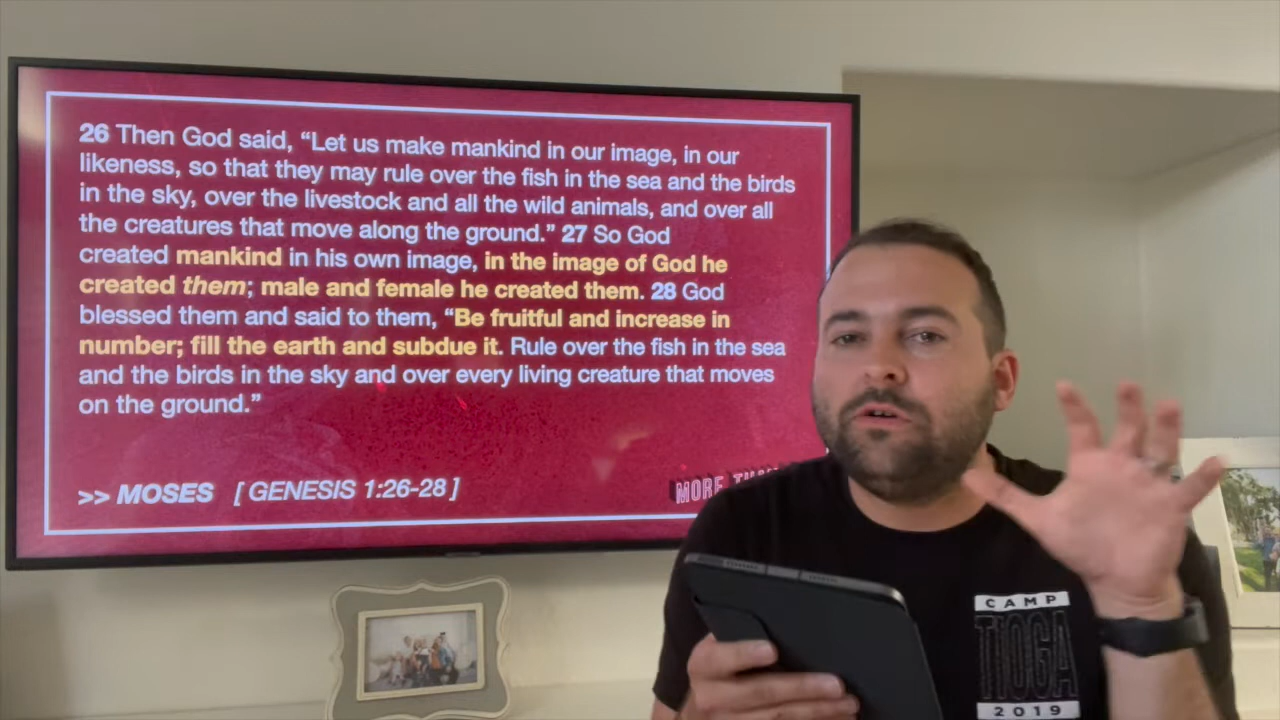 26 Then God said, “Let us make mankind in our image, in our
likeness, so that they may rule over the fish in the sea and the birds
in the sky, over the livestock and all the wild animals, and over all
the creatures that move along the ground.” 27 So God
created mankind in his own image, in the image of God he
created them; male and female he created them. 28 God
blessed them and said to them, “Be fruitful and increase in
number; fill the earth and subdue it. Rule over the fish in the sea
and the birds in the sky and over every living creature that moves
on the ground.”
>> MOSES [ GENESIS 1:26-28 ]
MORE
CAMP
TIOGA
2019